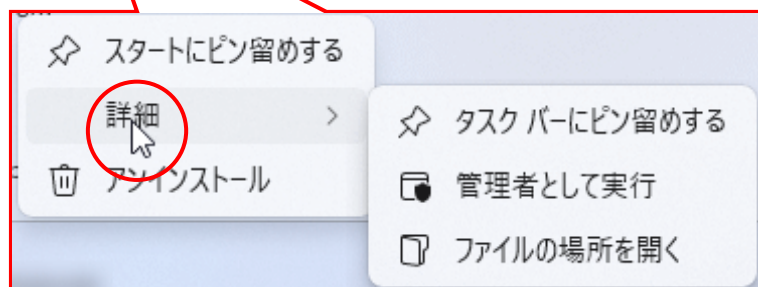 スタートにピン留めする
詳細
アンインストール
タスク バーにピン留めする
管理者として実行
ファイルの場所を開く